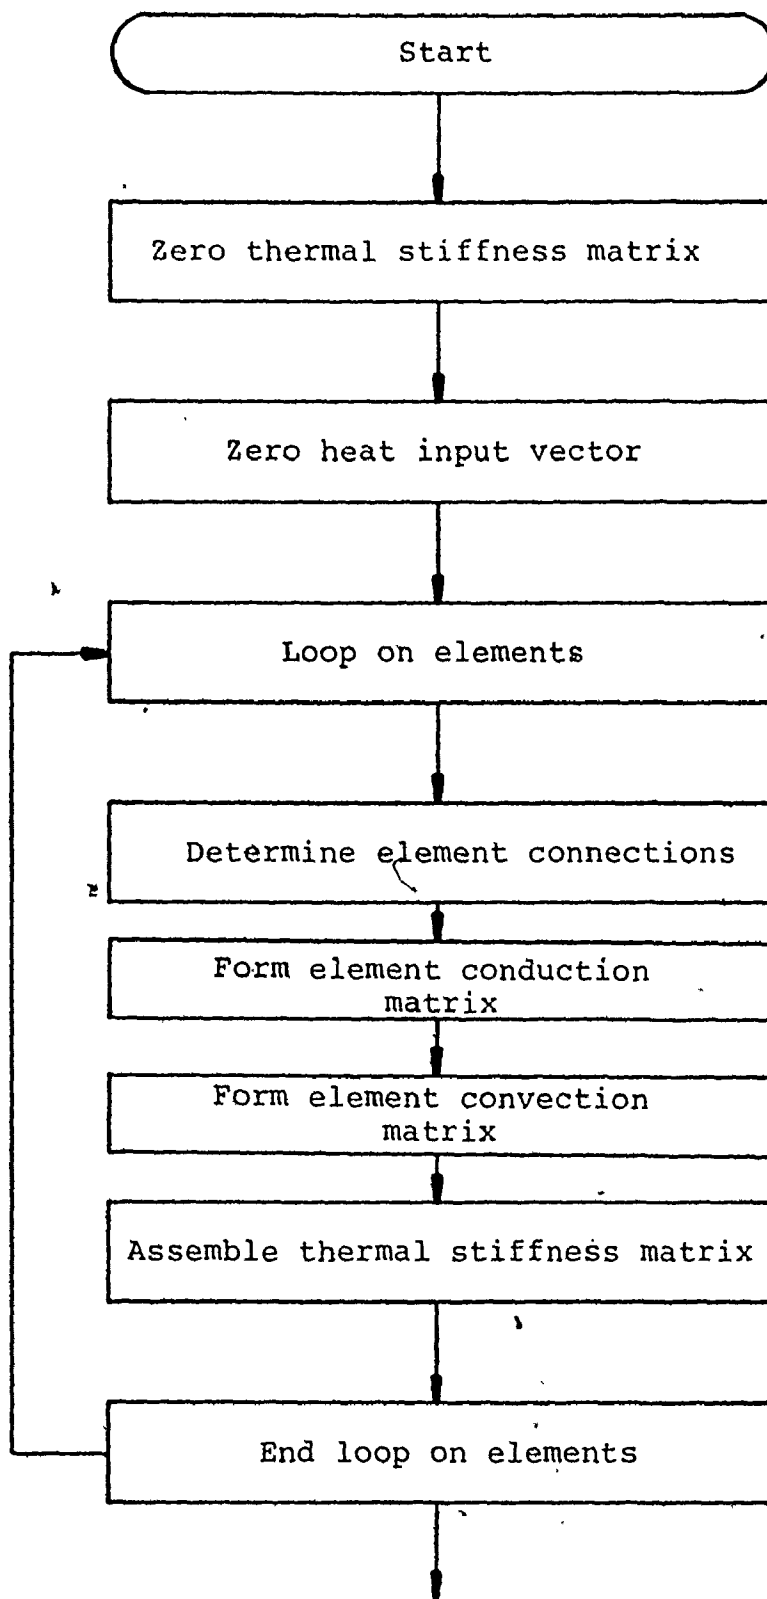 Start
Zero thermal stiffness matrix
Zero heat input vector
Loop on elements
Determine element connections
Form element conduction
matrix
Form element convection
matrix
Assemble thermal stiffness matrix
End loop on elements